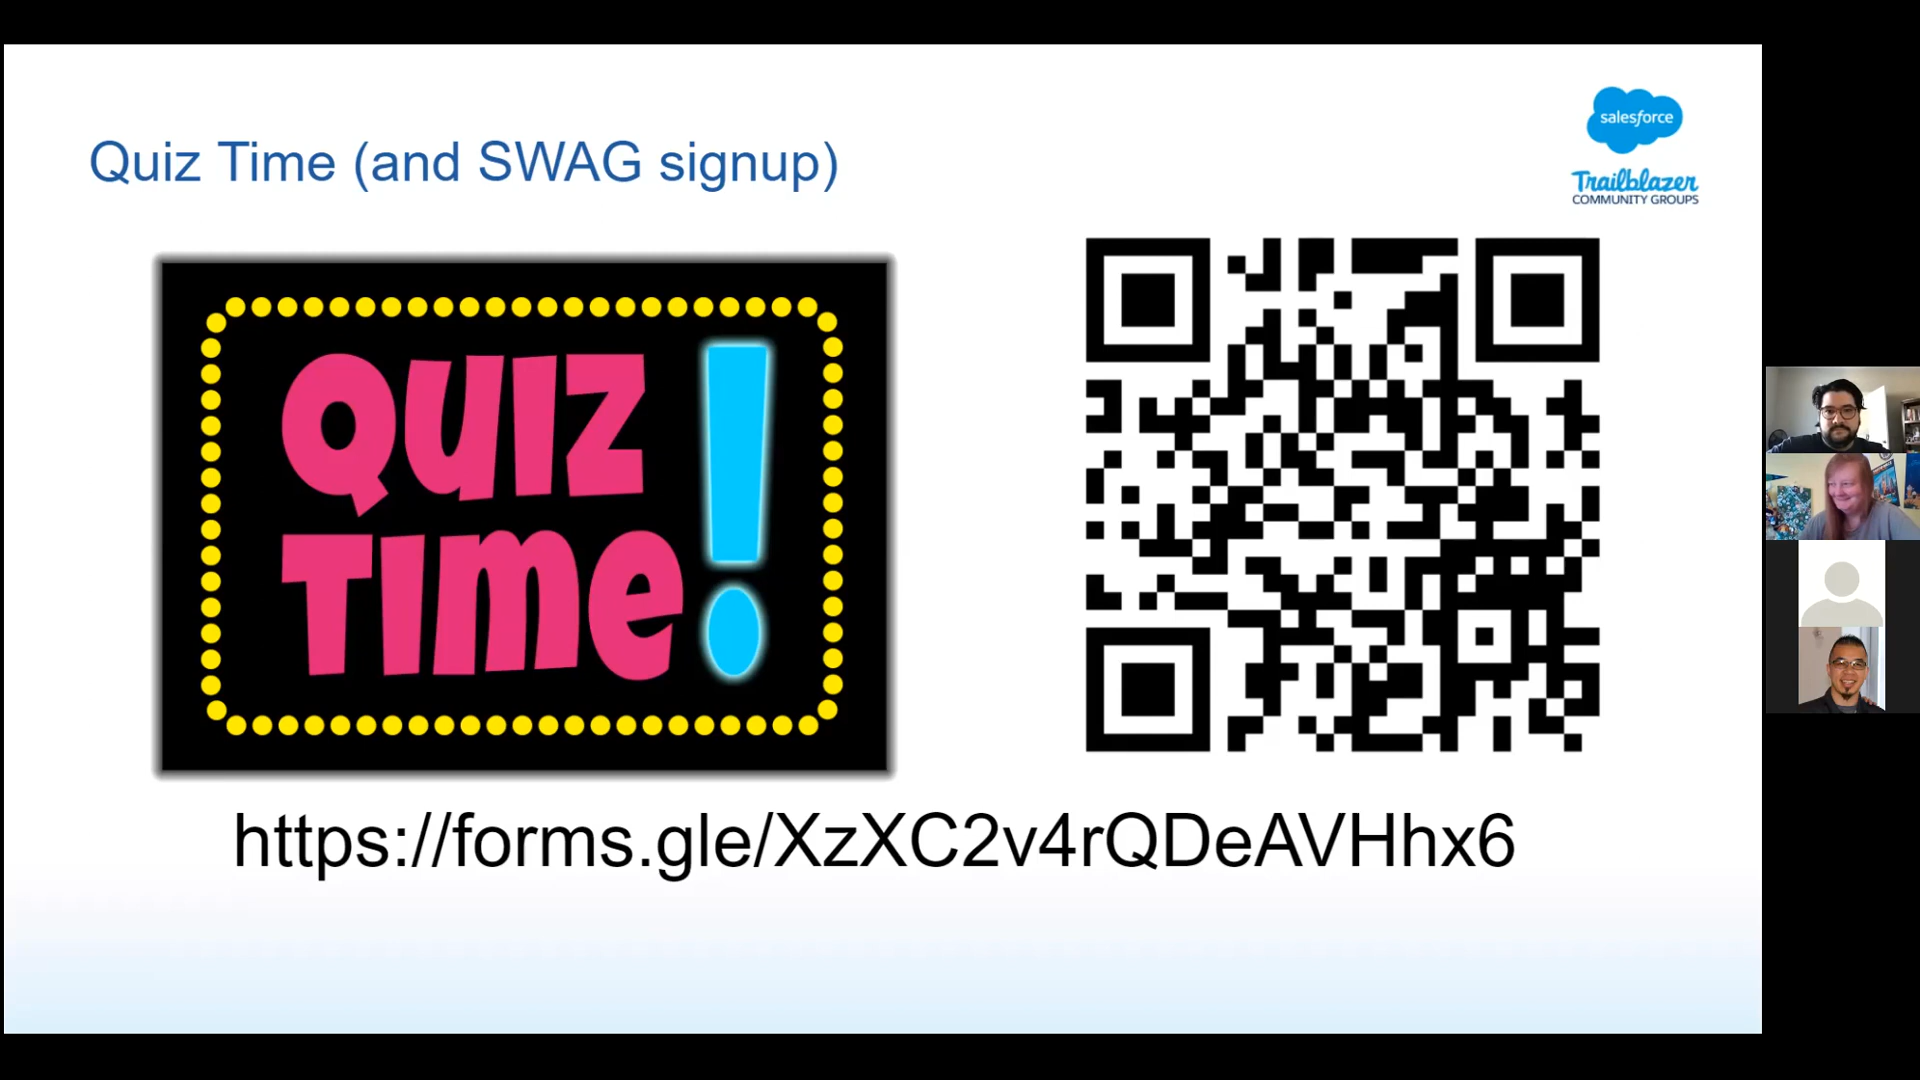 Quiz Time (and SWAG signup)
salesforce
Trailblazer
COMMUNITY GROUPS
QUIZ
TIME!
https://forms.gle/XzXC2v4rQDeAVHhx6